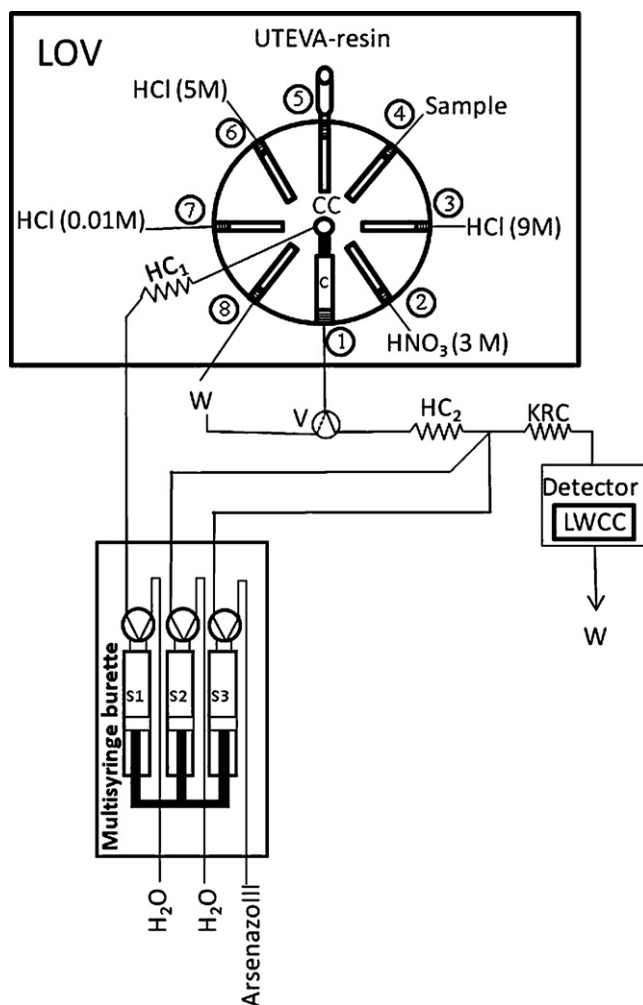 LOV
UTEVA-resin
HCl (5M)
⑤
④
Sample
⑥
CC
⑦
③
HCl (0.01M)
HCl (9M)
HC₁
c
⑧
②
①
HNO₃ (3 M)
W
V
HC₂
KRC
Detector
LWCC
W
Multisyringe burette
S1
S2
S3
H₂O
H₂O
ArsenazoIII